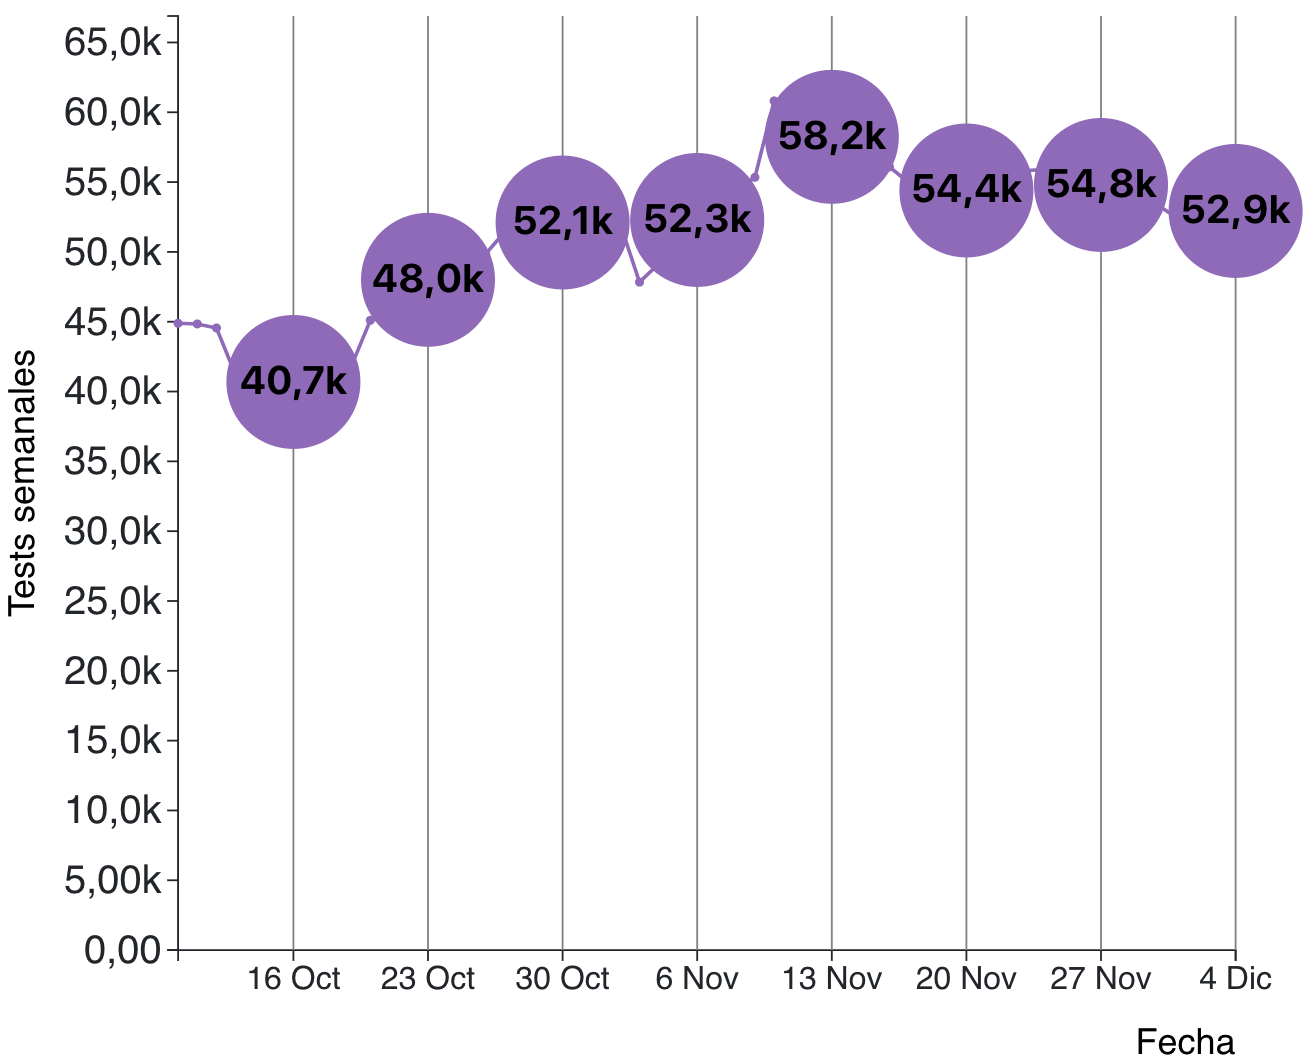 65,0k
60,0k
55,0k
50,0k
45,0k
40,0k
35,0k
30,0k
25,0k
20,0k
15,0k
10,0k
5,00k
0,00
Tests semanales
40,7k
48,0k
52,1k
52,3k
58,2k
54,4k
54,8k
52,9k
16 Oct
23 Oct
30 Oct
6 Nov
13 Nov
20 Nov
27 Nov
4 Dic
Fecha